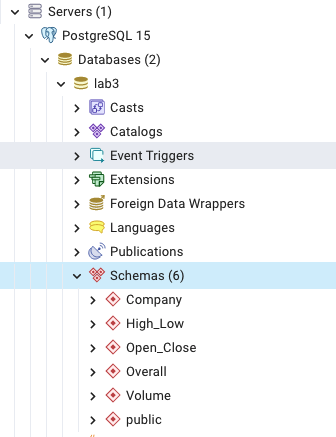 Servers (1)
PostgreSQL 15
Databases (2)
lab3
Casts
Catalogs
Event Triggers
Extensions
Foreign Data Wrappers
Languages
Publications
Schemas (6)
Company
High_Low
Open_Close
Overall
Volume
public